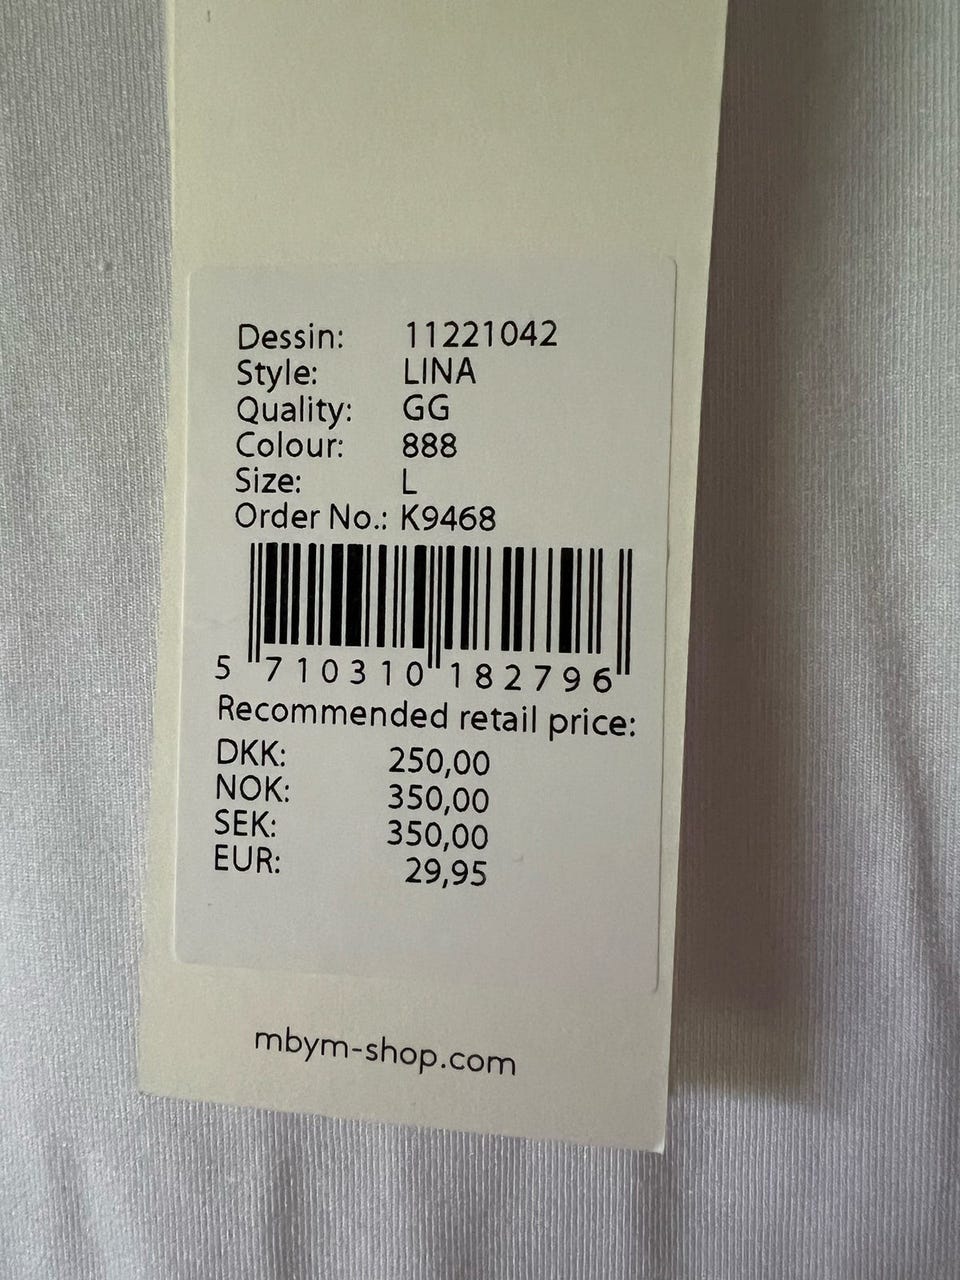 Dessin: 11221042
Style: LINA
Quality: GG
Colour: 888
Size: L
Order No.: K9468
5 710310 182796
Recommended retail price:
DKK: 250,00
NOK: 350,00
SEK: 350,00
EUR: 29,95
mbym-shop.com